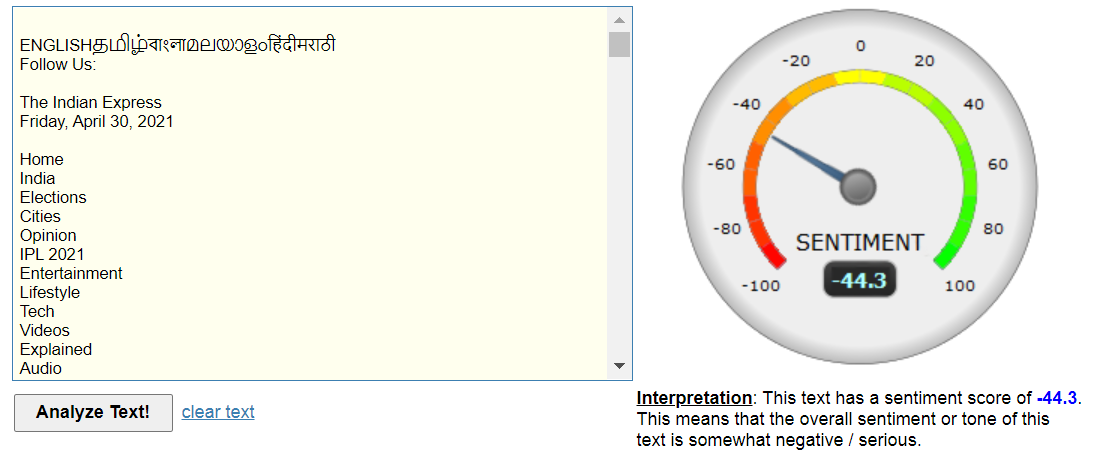 ENGLISHதமிழ்বাংলাമലയാളംहिंदीमराठी
Follow Us:
The Indian Express
Friday, April 30, 2021
Home
India
Elections
Cities
Opinion
IPL 2021
Entertainment
Lifestyle
Tech
Videos
Explained
Audio
Analyze Text! clear text
0
-20 20
-40 40
-60 60
-80 80
-100 100
SENTIMENT
-44.3
Interpretation: This text has a sentiment score of -44.3.
This means that the overall sentiment or tone of this
text is somewhat negative / serious.